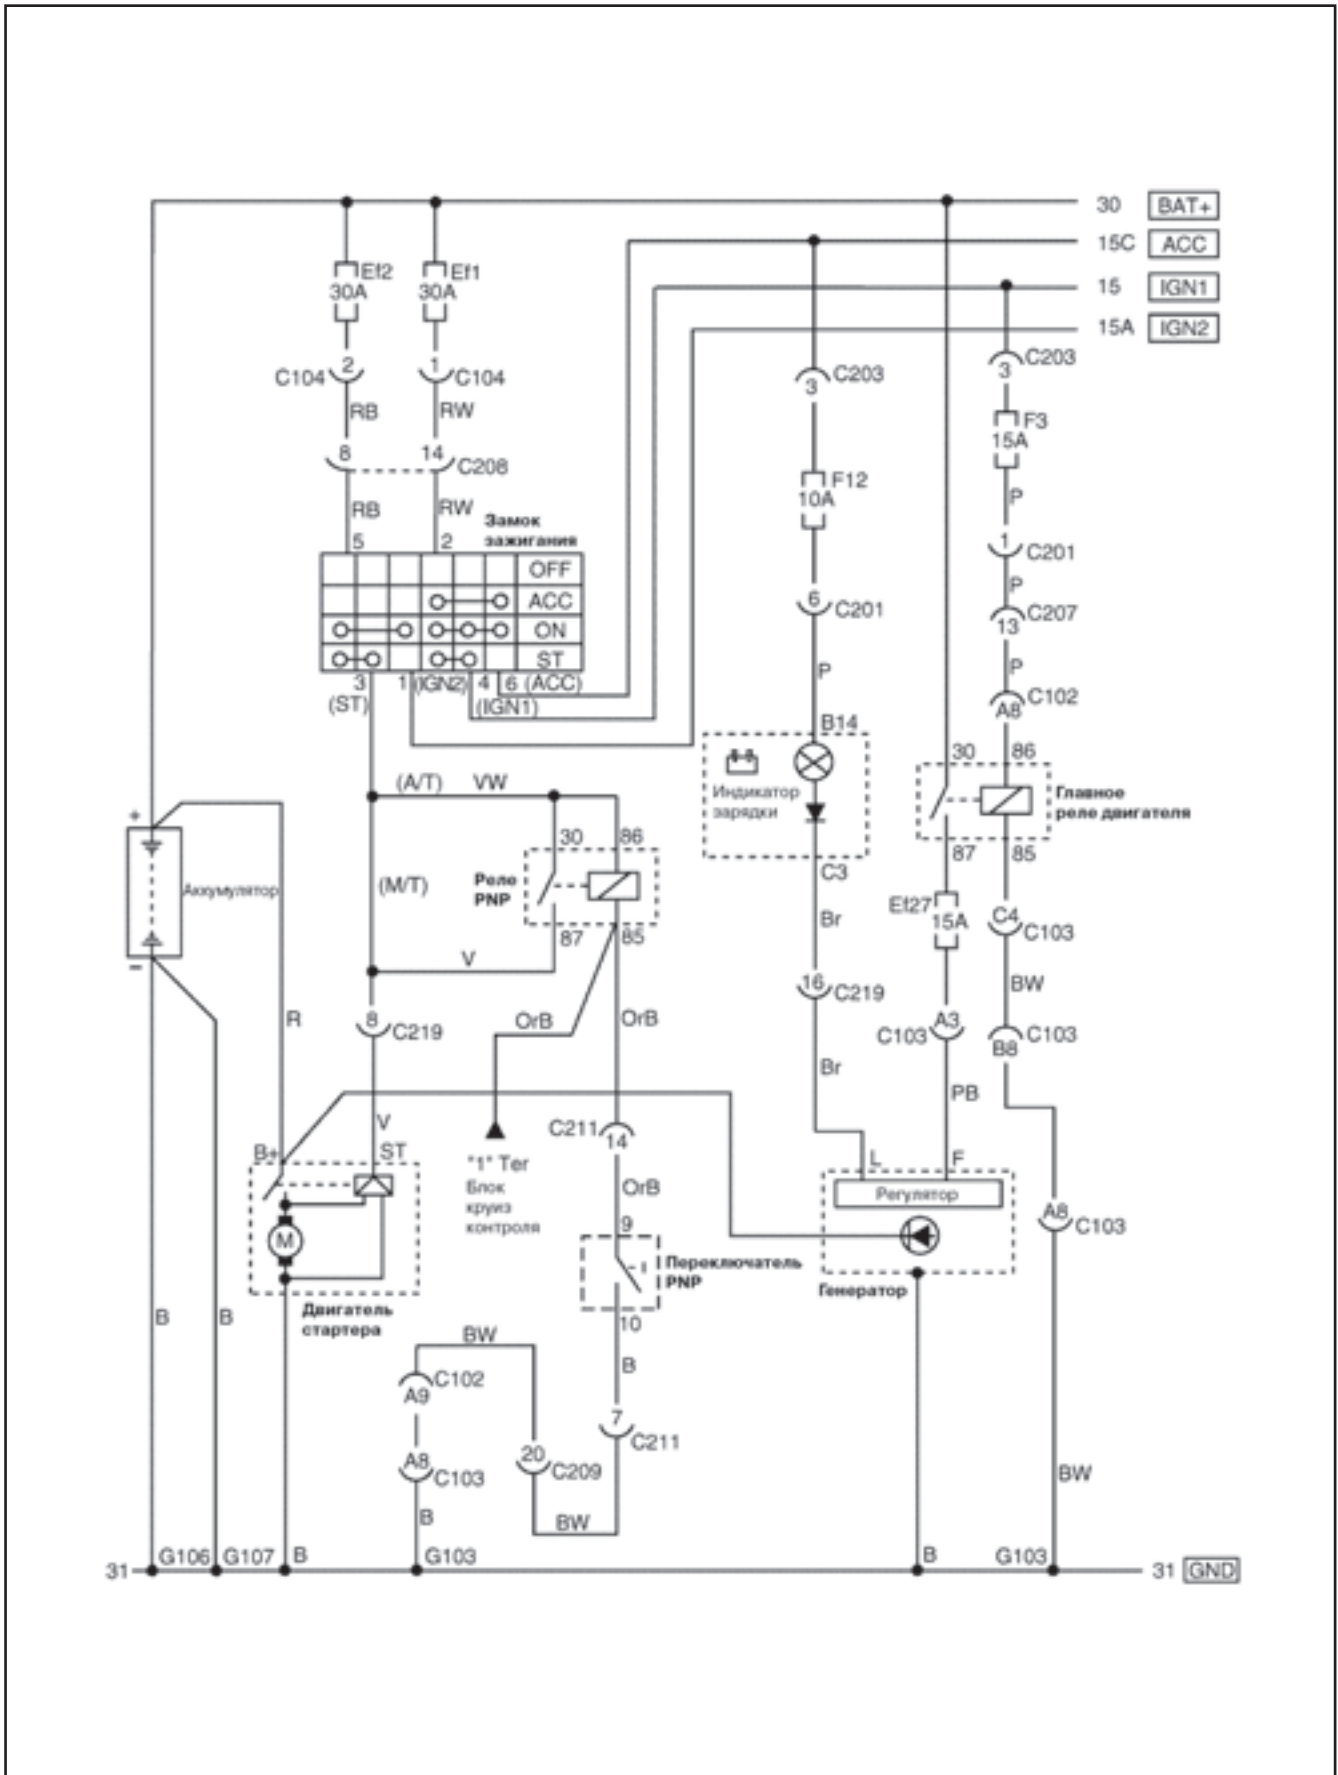 30 BAT+
15C ACC
15 IGN1
15A IGN2
Ef2
30A
Ef1
30A
2
C104
1
C104
RB
RW
8
14
C208
RB
RW
5
2
Замок
зажигания
OFF
ACC
ON
ST
3
(ST)
1
(IGN2)
4
(IGN1)
6 (ACC)
C203
3
F12
10A
6
C201
P
B14
Индикатор
зарядки
C3
Br
16
C219
Br
C203
3
F3
15A
P
1
C201
P
C207
13
P
C102
A8
30
86
Главное
реле двигателя
87
85
Ef27
15A
C4
C103
BW
A3
C103
C103
B8
PB
(A/T)
VW
30
86
Реле
PNP
87
85
(M/T)
V
+
Аккумулятор
−
R
8
C219
V
OrB
OrB
C211
14
"1" Ter
Блок
круиз
контроля
OrB
9
Переключатель
PNP
10
B
7
C211
B+
ST
M
Двигатель
стартера
L
F
Регулятор
Генератор
A8
C103
B
B
BW
C102
A9
A8
C103
B
20
C209
BW
BW
31
G106
G107
B
G103
B
G103
31 GND